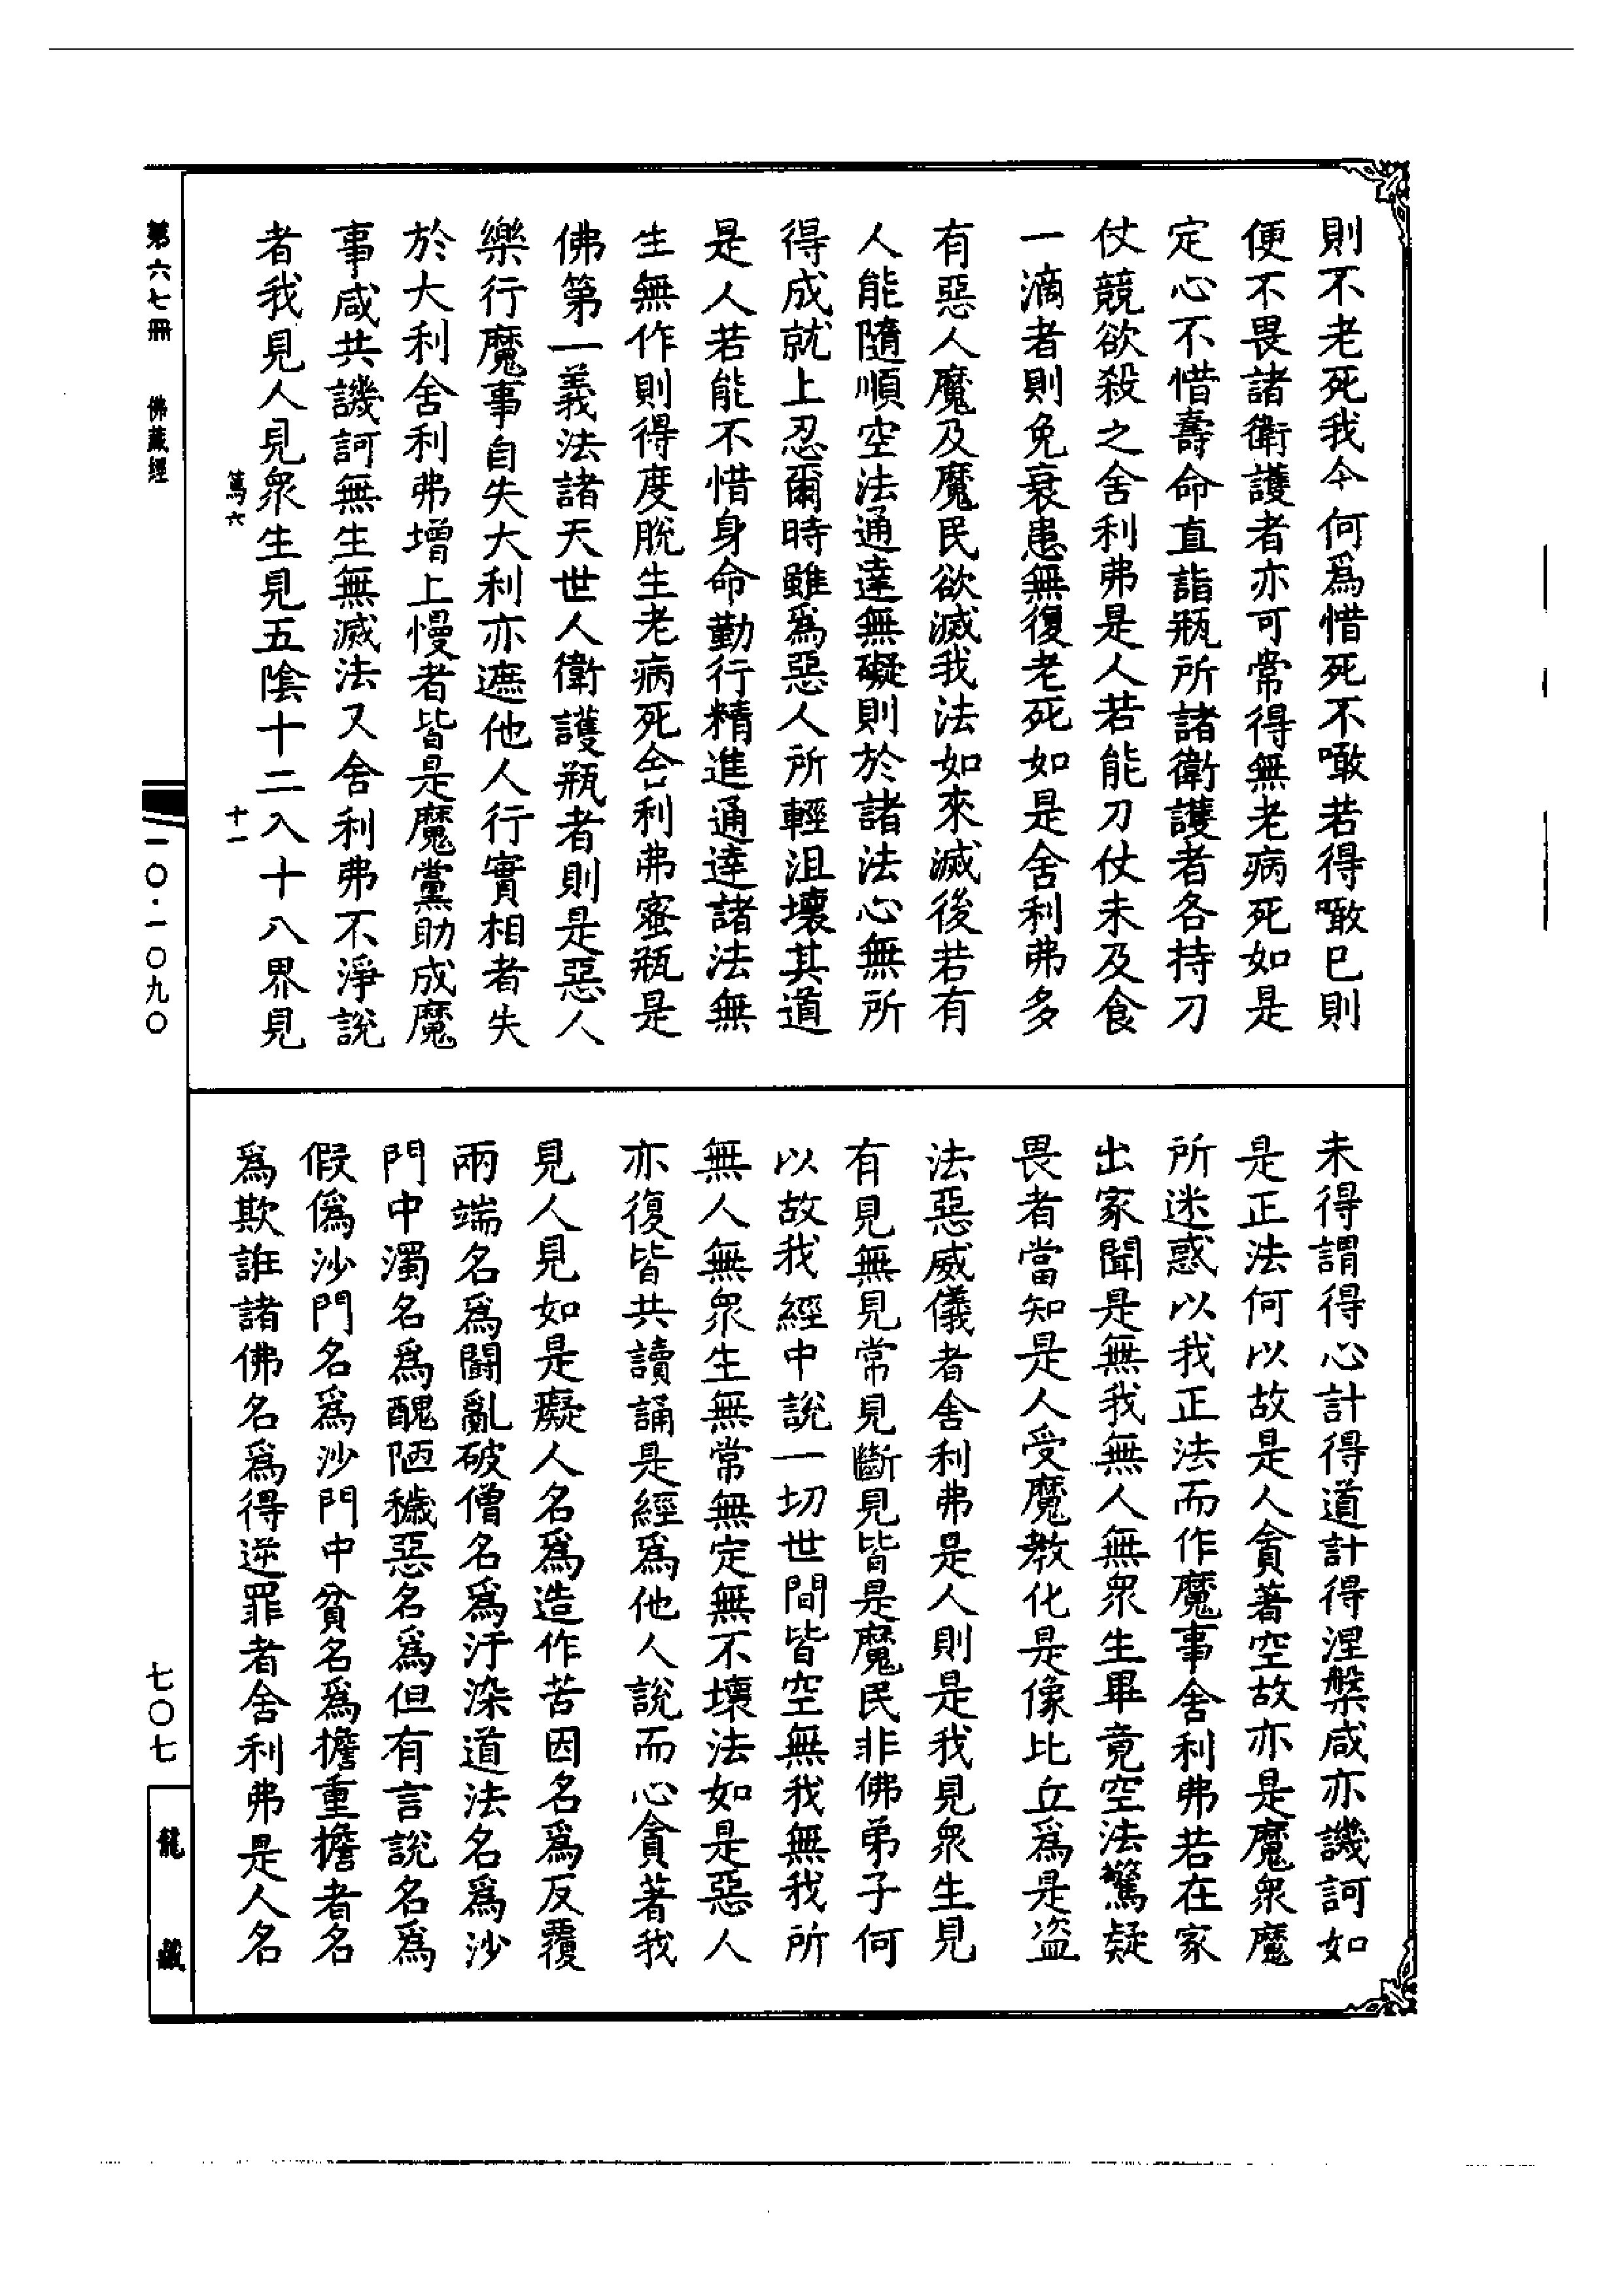 則不老死我今何爲惜死不噉若得噉已則
便不畏諸衛護者亦可常得無老病死如是
定心不惜壽命直詣瓶所諸衛護者各持刀
仗競欲殺之舍利弗是人若能刀仗未及食
一滴者則免衰患無復老死如是舍利弗多
有惡人魔及魔民欲滅我法如來滅後若有
人能隨順空法通達無礙則於諸法心無所
得成就上忍爾時雖爲惡人所輕沮壞其道
是人若能不惜身命勤行精進通達諸法無
生無作則得度脫生老病死舍利弗蜜瓶是
佛第一義法諸天世人衛護瓶者則是惡人
樂行魔事自失大利亦遮他人行實相者失
於大利舍利弗增上慢者皆是魔黨助成魔
事咸共譏訶無生無滅法又舍利弗不淨說
者我見人見衆生見五陰十二入十八界見
未得謂得心計得道計得涅槃咸亦譏訶如
是正法何以故是人貪著空故亦是魔衆魔
所迷惑以我正法而作魔事舍利弗若在家
出家聞是無我無人無衆生畢竟空法驚疑
畏者當知是人受魔教化是像比丘爲是盜
法惡威儀者舍利弗是人則是我見衆生見
有見無見常見斷見皆是魔民非佛弟子何
以故我經中說一切世間皆空無我無我所
無人無衆生無常無定無不壞法如是惡人
亦復皆共讀誦是經爲他人說而心貪著我
見人見如是癡人名爲造作苦因名爲反覆
兩端名爲鬪亂破僧名爲汙染道法名爲沙
門中濁名爲醜陋穢惡名爲但有言說名爲
假僞沙門名爲沙門中貧名爲擔重擔者名
爲欺誑諸佛名爲得逆罪者舍利弗是人名
篤六
十一
第六七冊
佛藏經
一〇·一〇九〇
七〇七
龍藏